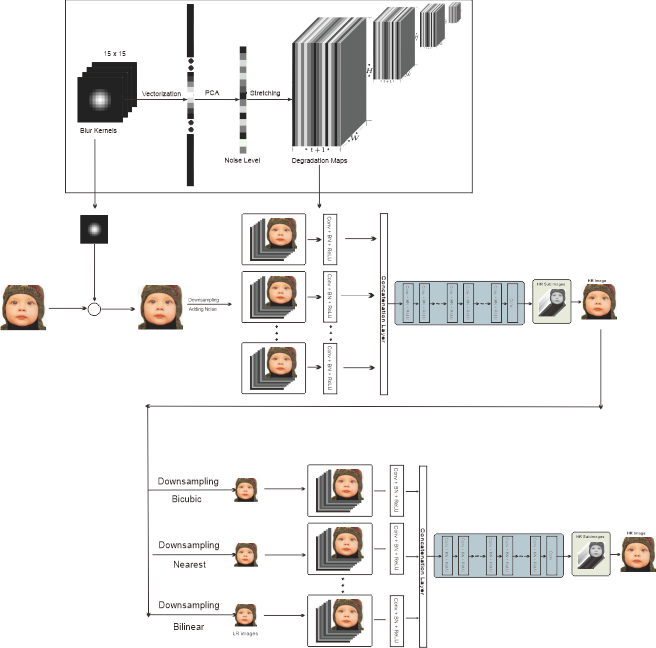 15 x 15
Vectorization
PCA
Stretching
H
W
t + 1
W
Blur Kernels
Noise Level
t + 1
Degradation Maps
Conv + BN + ReLU
Conv + BN + ReLU
Conv + BN + ReLU
Concatenation Layer
Downsampling
Adding Noise
HR Subimages
HR Image
Downsampling
Bicubic
Downsampling
Nearest
Downsampling
Bilinear
LR images
Conv + BN + ReLU
Conv + BN + ReLU
Conv + BN + ReLU
Concatenation Layer
HR Subimages
HR Image